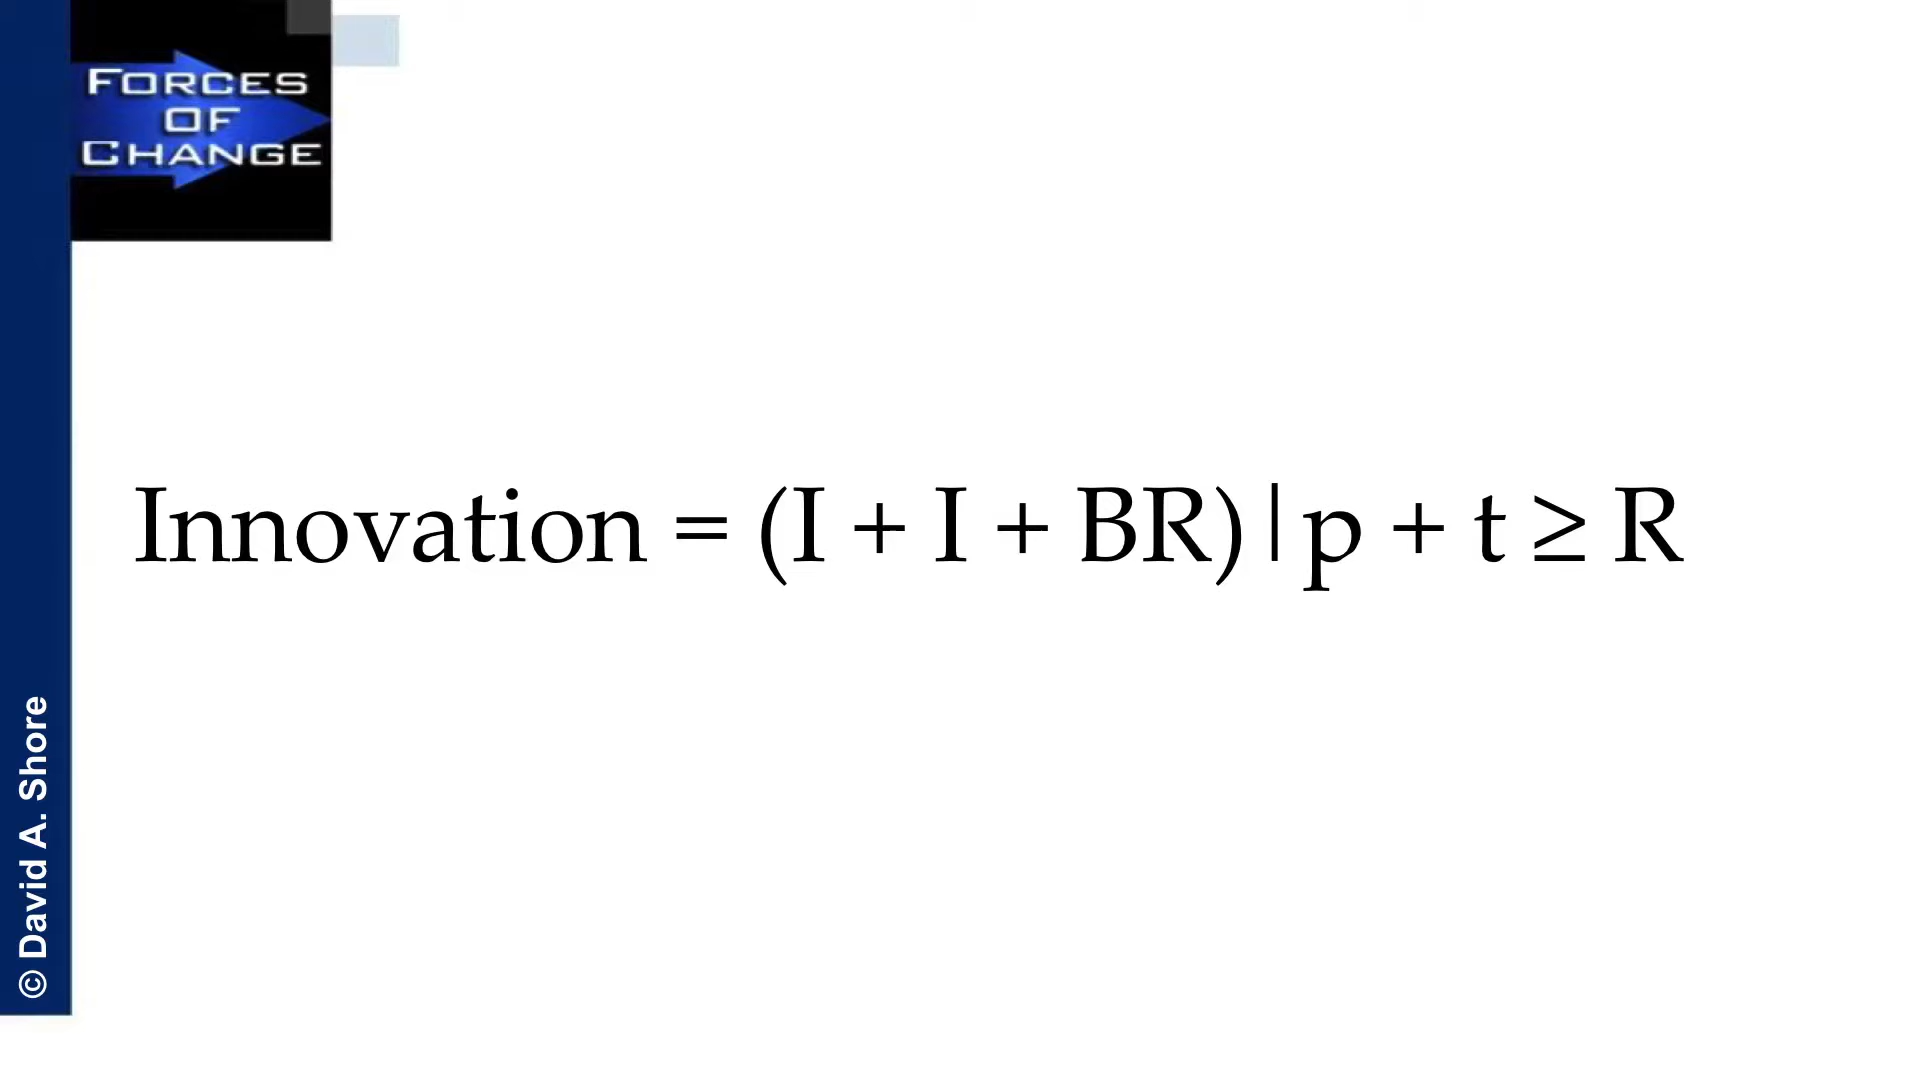 FORCES
OF
CHANGE
Innovation = (I + I + BR)|p + t ≥ R
© David A. Shore